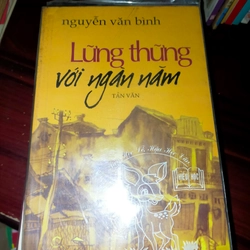 nguyễn văn bình
Lững thững
với ngàn năm
TẢN VĂN